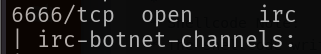 6666/tcp  open     irc
| irc-botnet-channels: